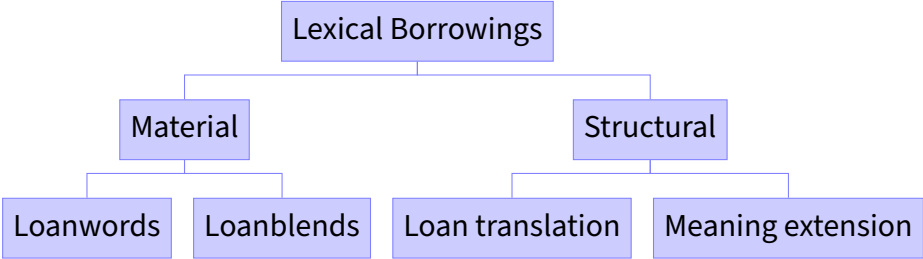 Lexical Borrowings
Material
Structural
Loanwords
Loanblends
Loan translation
Meaning extension